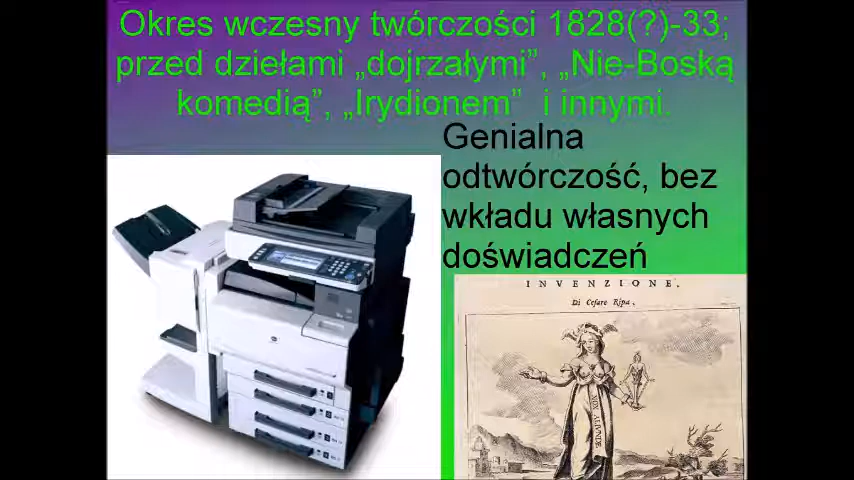 Okres wczesny twórczości 1828(?)-33;
przed dziełami „dojrzałymi”, „Nie-Boską
komedią”, „Irydionem” i innymi.
Genialna
odtwórczość, bez
wkładu własnych
doświadczeń
INVENZIONE.
Di Cesare Ripa.